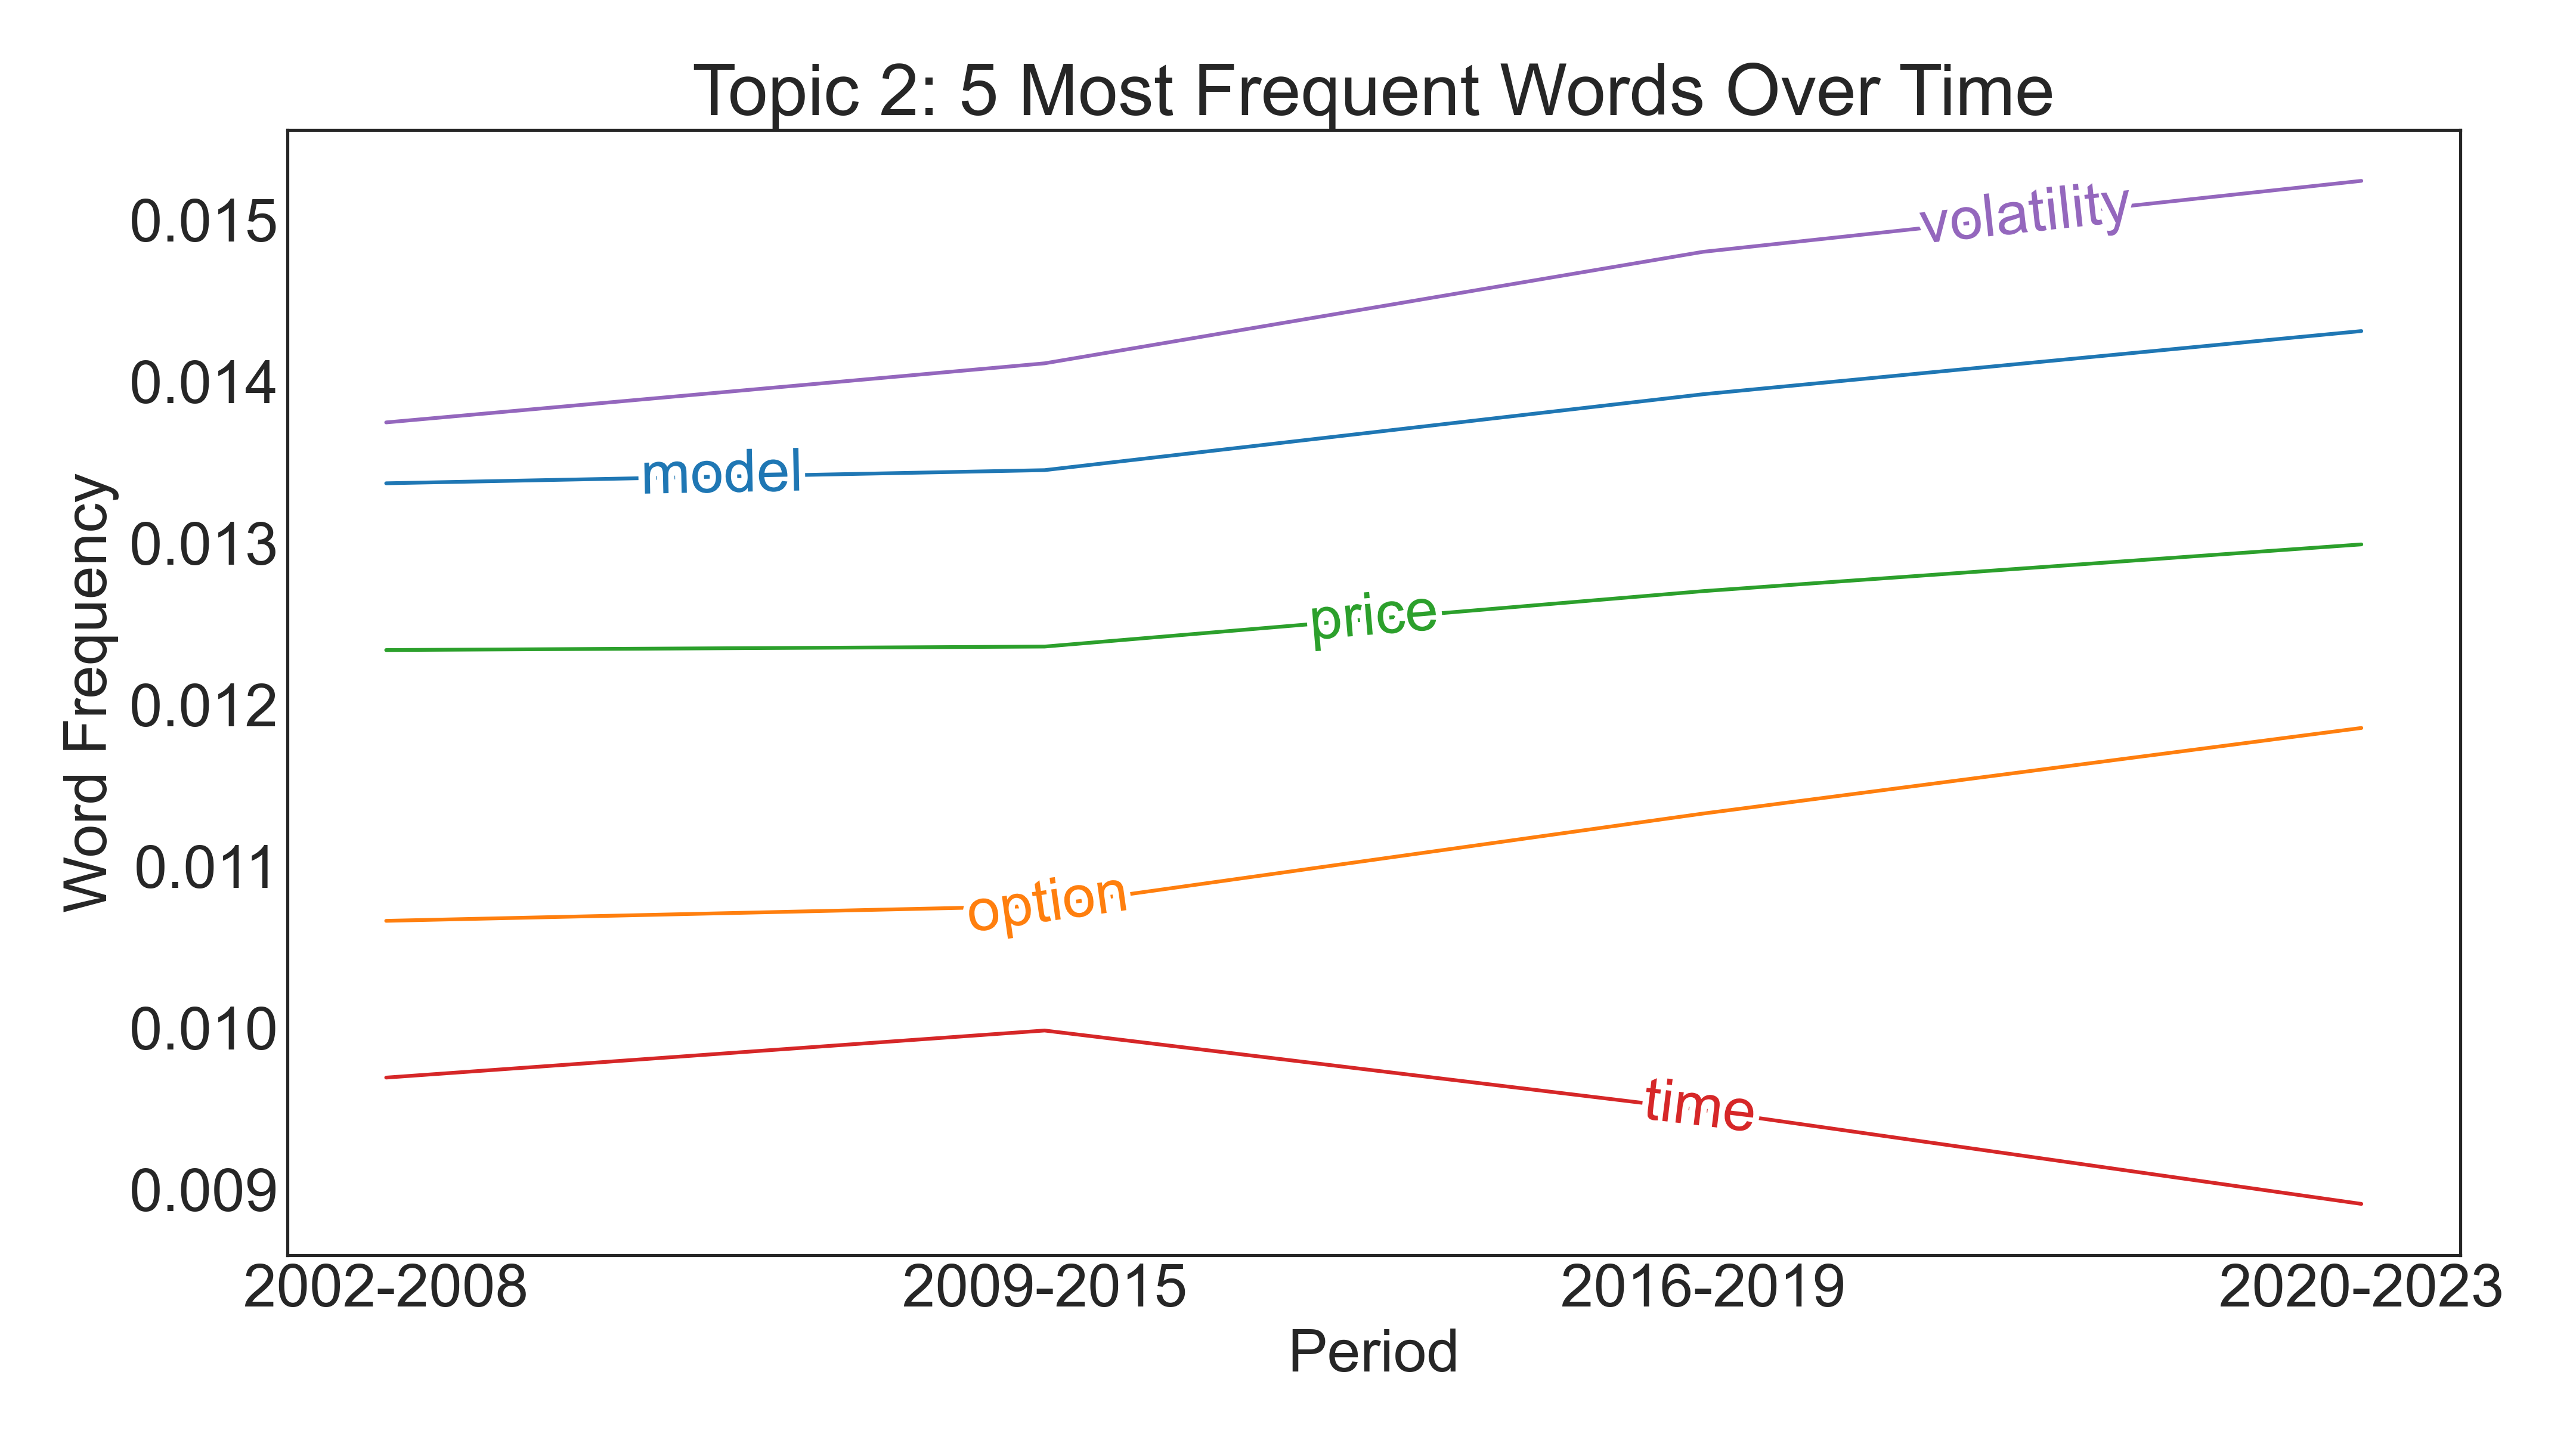 Topic 2: 5 Most Frequent Words Over Time
Word Frequency
0.015
0.014
0.013
0.012
0.011
0.010
0.009
volatility
model
price
option
time
2002-2008
2009-2015
2016-2019
2020-2023
Period